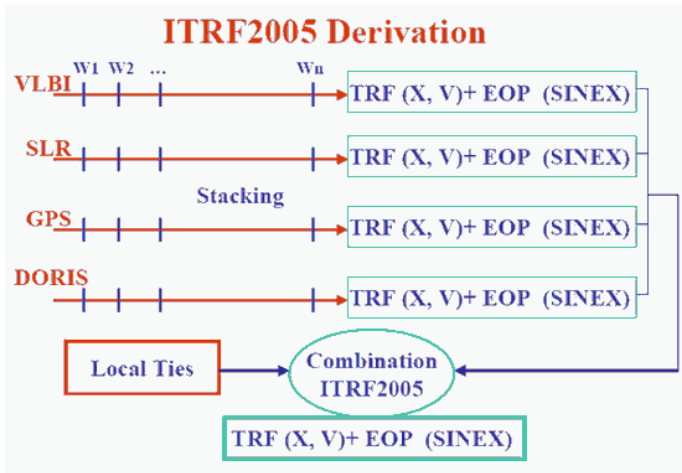 ITRF2005 Derivation
W1 W2 ... Wn
VLBI
TRF (X, V)+ EOP (SINEX)
SLR
TRF (X, V)+ EOP (SINEX)
Stacking
GPS
TRF (X, V)+ EOP (SINEX)
DORIS
TRF (X, V)+ EOP (SINEX)
Local Ties
Combination
ITRF2005
TRF (X, V)+ EOP (SINEX)